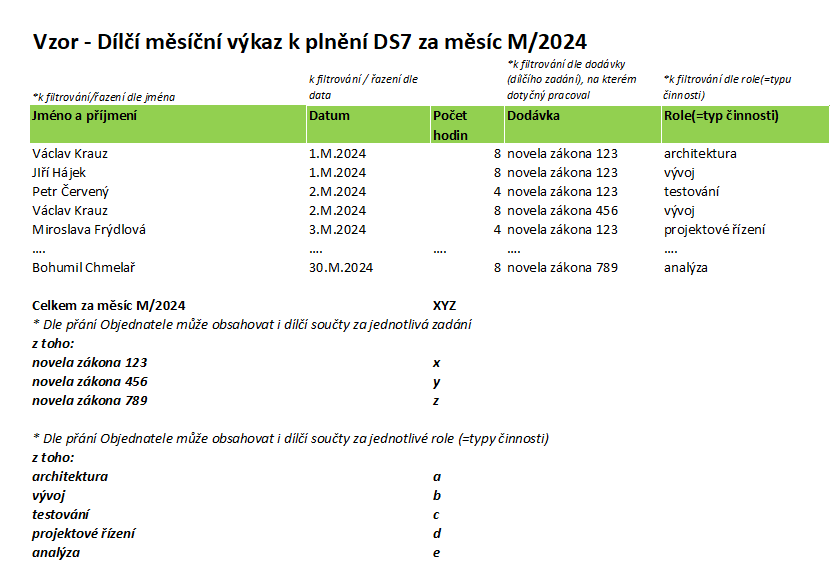 Vzor - Dílčí měsíční výkaz k plnění DS7 za měsíc M/2024
*k filtrování/řazení dle jména
k filtrování / řazení dle data
*k filtrování dle dodávky (dílčího zadání), na kterém dotyčný pracoval
*k filtrování dle role(=typu činnosti)
Jméno a příjmení Datum Počet hodin Dodávka Role(=typ činnosti)
Václav Krauz 1.M.2024 8 novela zákona 123 architektura
JIří Hájek 1.M.2024 8 novela zákona 123 vývoj
Petr Červený 2.M.2024 4 novela zákona 123 testování
Václav Krauz 2.M.2024 8 novela zákona 456 vývoj
Miroslava Frýdlová 3.M.2024 4 novela zákona 123 projektové řízení
.... .... .... .... ....
Bohumil Chmelař 30.M.2024 8 novela zákona 789 analýza
Celkem za měsíc M/2024 XYZ
* Dle přání Objednatele může obsahovat i dílčí součty za jednotlivá zadání
z toho:
novela zákona 123 x
novela zákona 456 y
novela zákona 789 z
* Dle přání Objednatele může obsahovat i dílčí součty za jednotlivé role (=typy činnosti)
z toho:
architektura a
vývoj b
testování c
projektové řízení d
analýza e